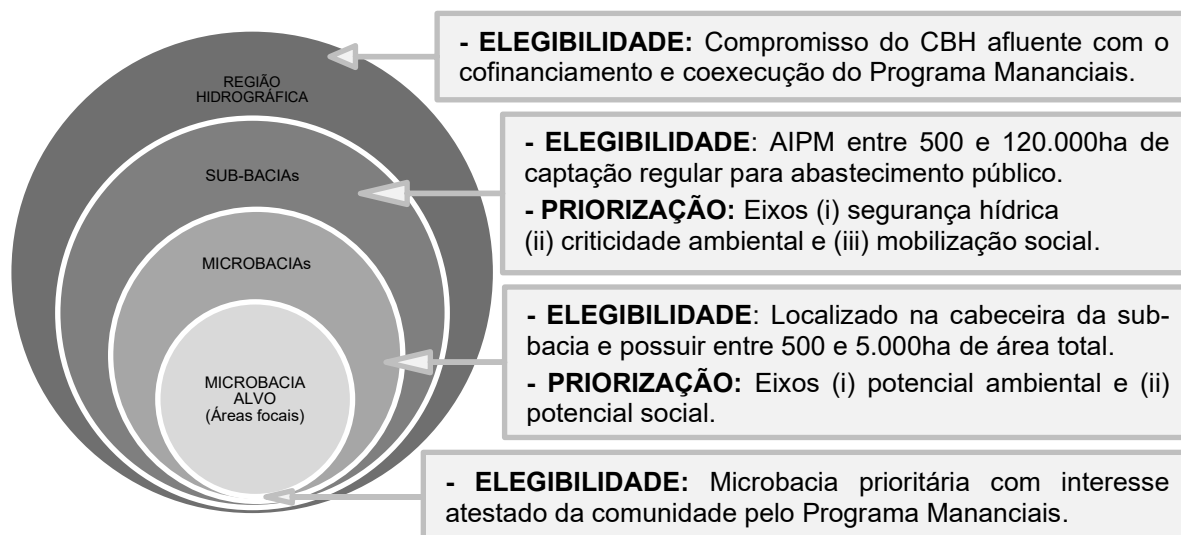 - ELEGIBILIDADE: Compromisso do CBH afluente com o
cofinanciamento e coexecução do Programa Mananciais.
REGIÃO
HIDROGRÁFICA
- ELEGIBILIDADE: AIPM entre 500 e 120.000ha de
captação regular para abastecimento público.
- PRIORIZAÇÃO: Eixos (i) segurança hídrica
(ii) criticidade ambiental e (iii) mobilização social.
SUB-BACIAs
MICROBACIAs
- ELEGIBILIDADE: Localizado na cabeceira da sub-
bacia e possuir entre 500 e 5.000ha de área total.
- PRIORIZAÇÃO: Eixos (i) potencial ambiental e (ii)
potencial social.
MICROBACIA
ALVO
(Áreas focais)
- ELEGIBILIDADE: Microbacia prioritária com interesse
atestado da comunidade pelo Programa Mananciais.